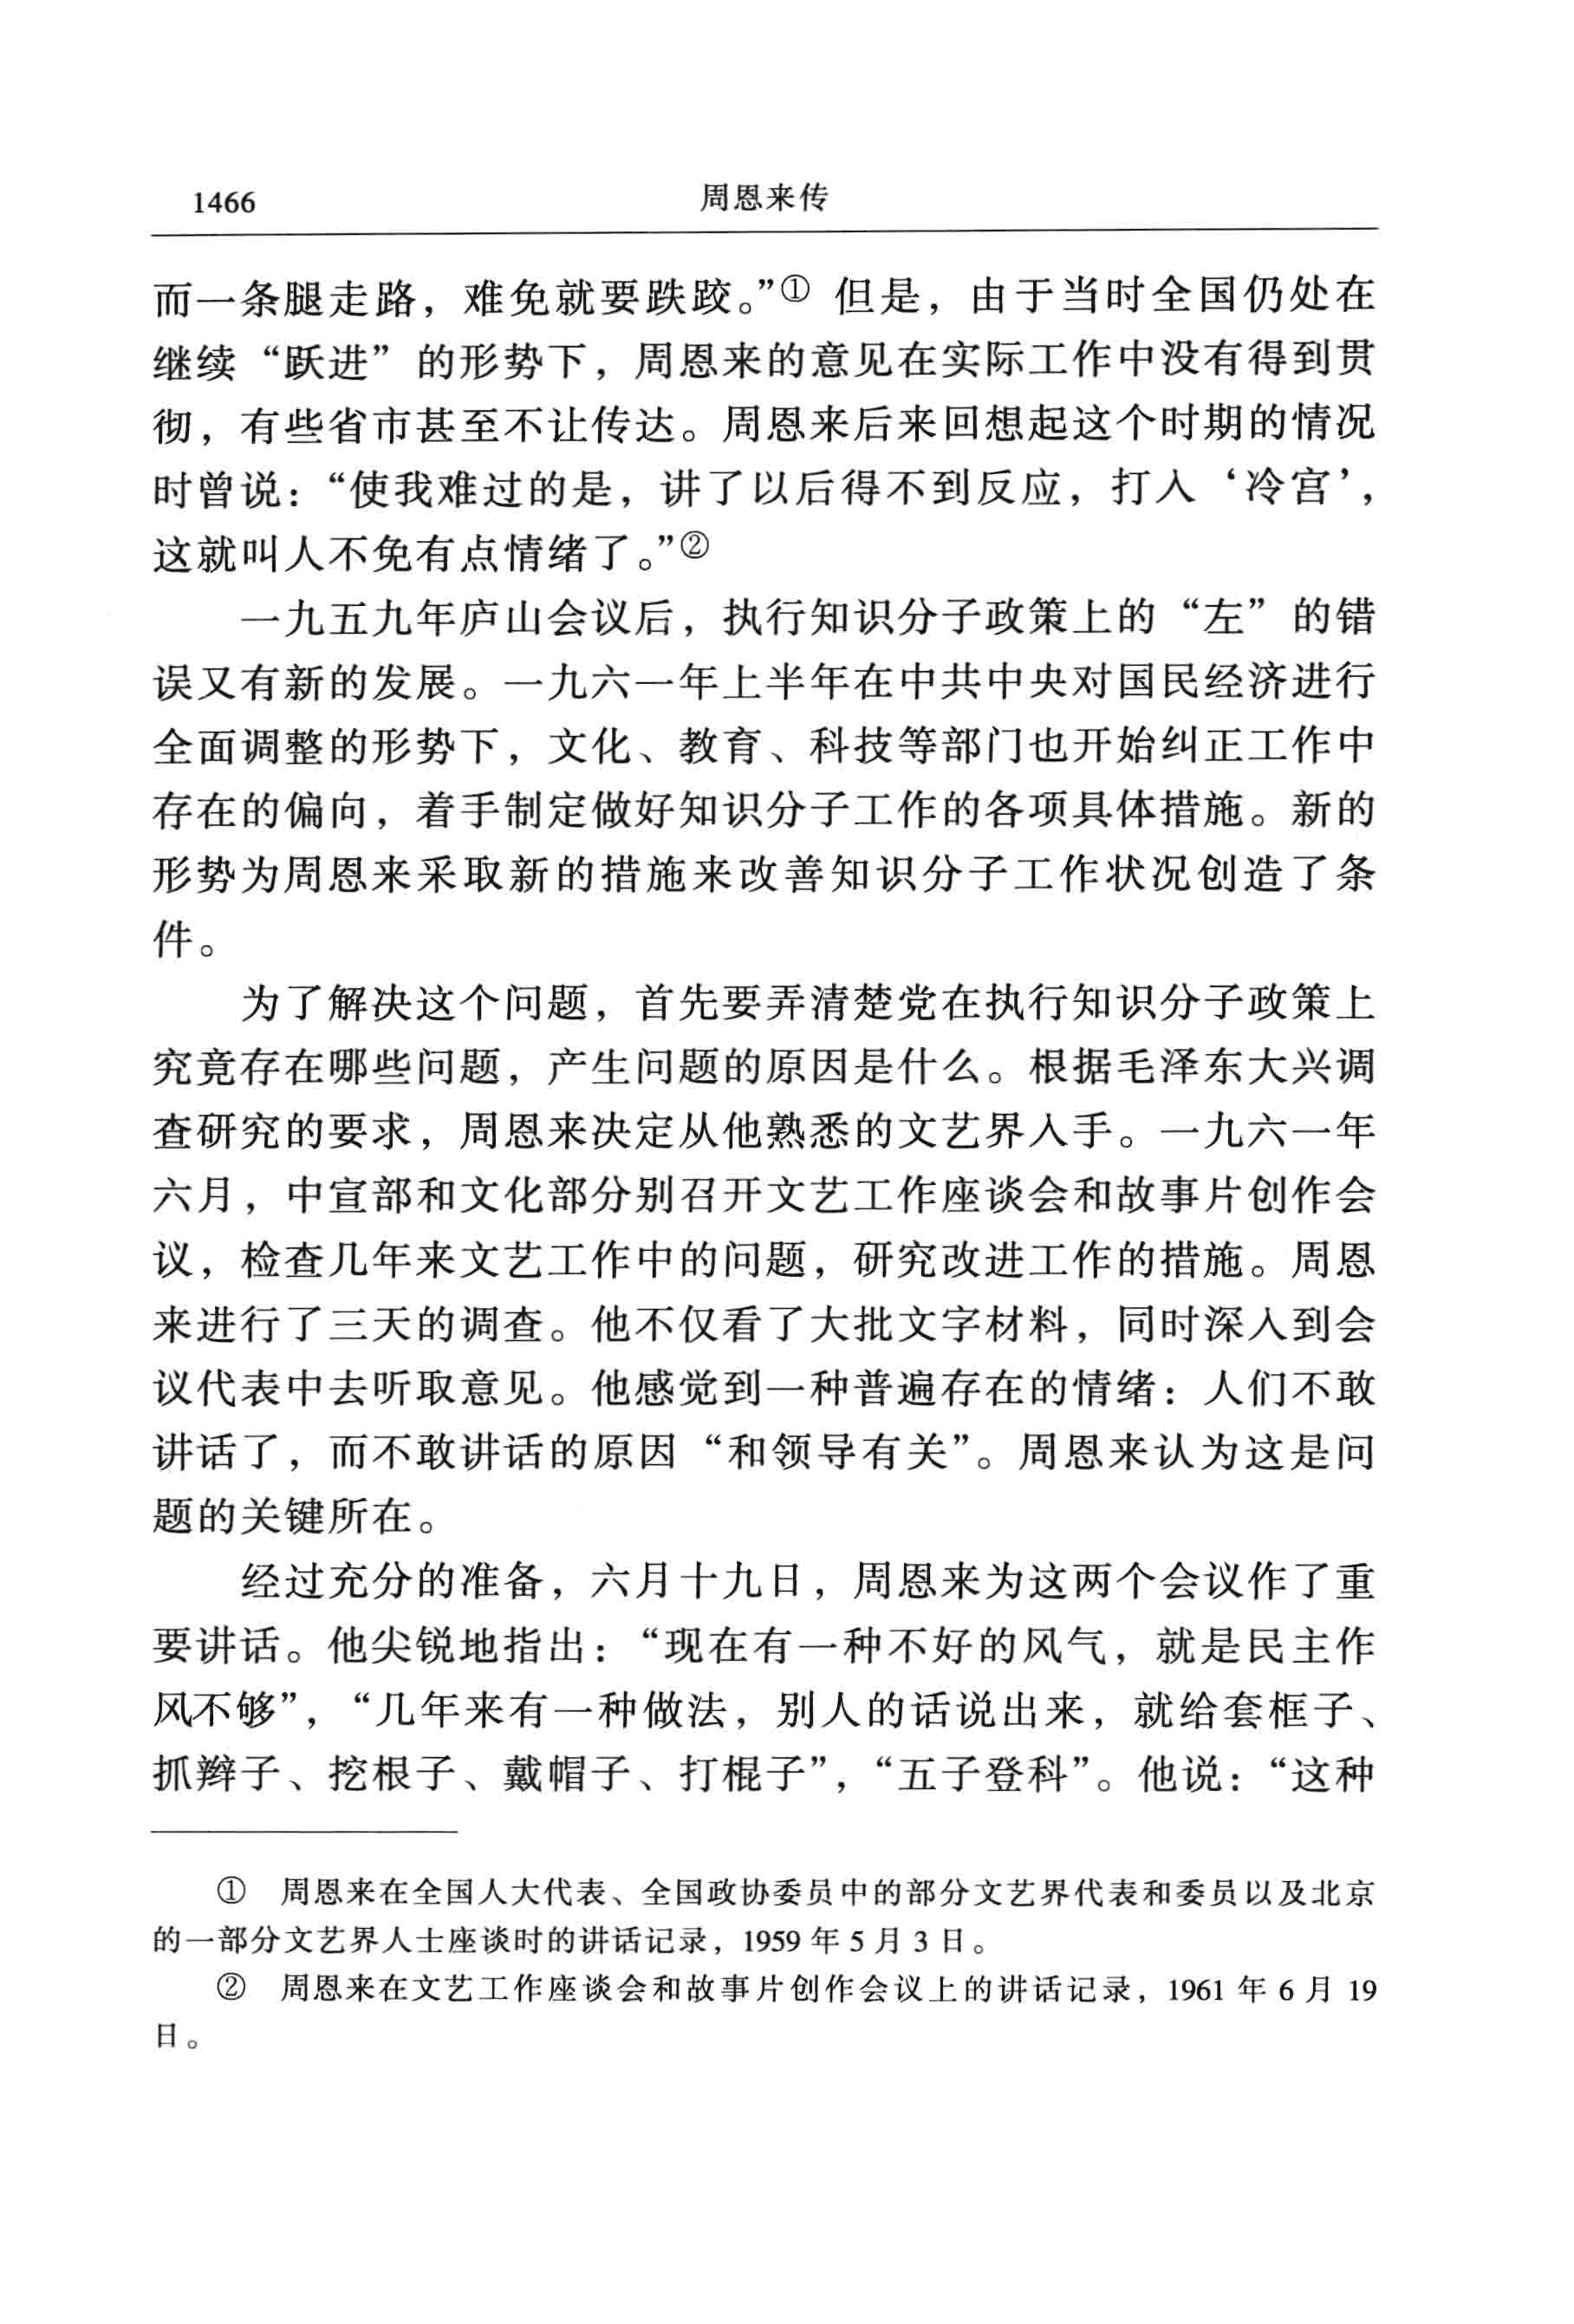 1466
周恩来传
而一条腿走路，难免就要跌跤。”① 但是，由于当时全国仍处在
继续“跃进”的形势下，周恩来的意见在实际工作中没有得到贯
彻，有些省市甚至不让传达。周恩来后来回想起这个时期的情况
时曾说：“使我难过的是，讲了以后得不到反应，打入‘冷宫’，
这就叫人不免有点情绪了。”②
一九五九年庐山会议后，执行知识分子政策上的“左”的错
误又有新的发展。一九六一年上半年在中共中央对国民经济进行
全面调整的形势下，文化、教育、科技等部门也开始纠正工作中
存在的偏向，着手制定做好知识分子工作的各项具体措施。新的
形势为周恩来采取新的措施来改善知识分子工作状况创造了条
件。
为了解决这个问题，首先要弄清楚党在执行知识分子政策上
究竟存在哪些问题，产生问题的原因是什么。根据毛泽东大兴调
查研究的要求，周恩来决定从他熟悉的文艺界入手。一九六一年
六月，中宣部和文化部分别召开文艺工作座谈会和故事片创作会
议，检查几年来文艺工作中的问题，研究改进工作的措施。周恩
来进行了三天的调查。他不仅看了大批文字材料，同时深入到会
议代表中去听取意见。他感觉到一种普遍存在的情绪：人们不敢
讲话了，而不敢讲话的原因“和领导有关”。周恩来认为这是问
题的关键所在。
经过充分的准备，六月十九日，周恩来为这两个会议作了重
要讲话。他尖锐地指出：“现在有一种不好的风气，就是民主作
风不够”，“几年来有一种做法，别人的话说出来，就给套框子、
抓辫子、挖根子、戴帽子、打棍子”，“五子登科”。他说：“这种
① 周恩来在全国人大代表、全国政协委员中的部分文艺界代表和委员以及北京
的一部分文艺界人士座谈时的讲话记录，1959 年 5 月 3 日。
② 周恩来在文艺工作座谈会和故事片创作会议上的讲话记录，1961 年 6 月 19
日。